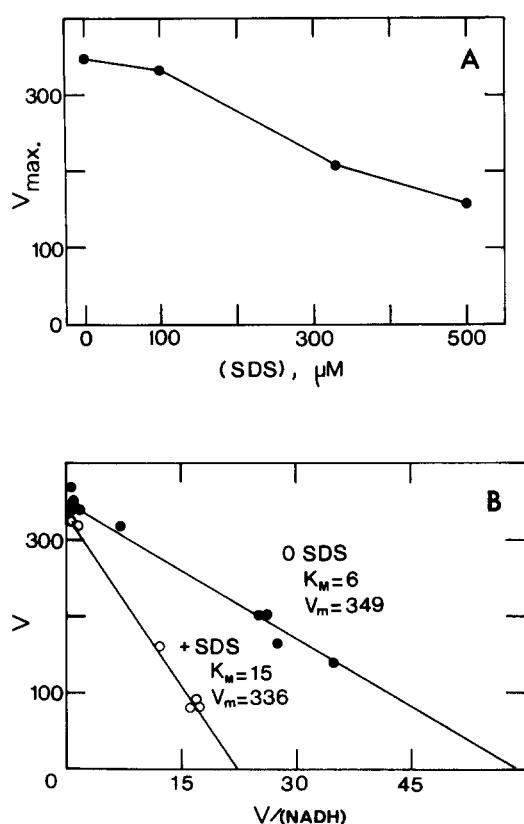 A
300
100
0
Vmax.
0 100 300 500
(SDS), μM
B
300
100
0
V
0 SDS
KM=6
Vm=349
+ SDS
KM=15
Vm=336
15 30 45
V/(NADH)